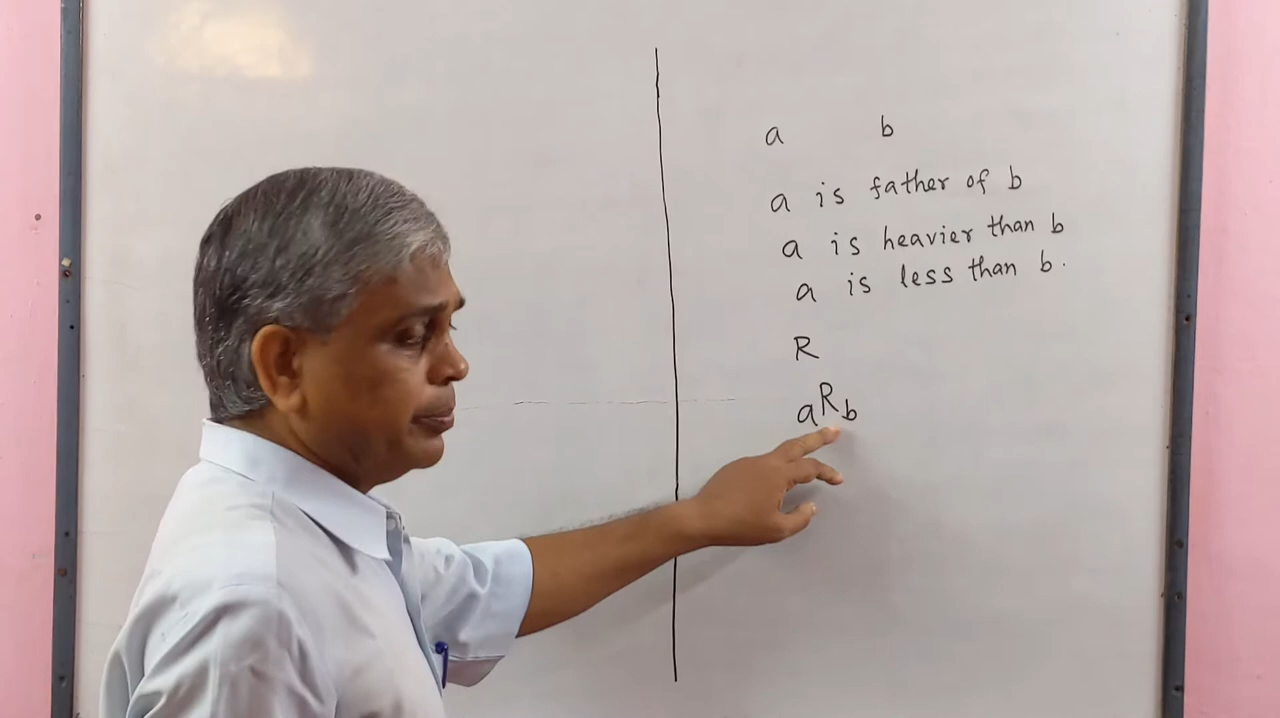 a b
a is father of b
a is heavier than b
a is less than b.
R
aRb